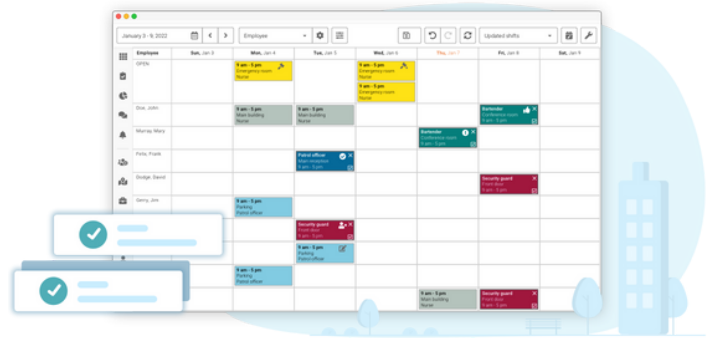 January 3 - 9, 2022
Employee
Updated shifts
Employee
Sun, Jan 3
Mon, Jan 4
Tue, Jan 5
Wed, Jan 6
Thu, Jan 7
Fri, Jan 8
Sat, Jan 9
OPEN
9 am - 5 pm
Emergency room
Nurse
9 am - 5 pm
Emergency room
Nurse
9 am - 5 pm
Emergency room
Nurse
Doe, John
9 am - 5 pm
Main building
Nurse
9 am - 5 pm
Main building
Nurse
Bartender
Conference room
9 am - 5 pm
Murray, Mary
Bartender
Conference room
9 am - 5 pm
Frank
Patrol officer
Main reception
9 am - 5 pm
Dodge, David
Security guard
Front door
9 am - 5 pm
Gerry, Jim
9 am - 5 pm
Parking
Patrol officer
Security guard
Front door
9 am - 5 pm
9 am - 5 pm
Parking
Patrol officer
9 am - 5 pm
Parking
Patrol officer
9 am - 5 pm
Main building
Nurse
Security guard
Front door
9 am - 5 pm